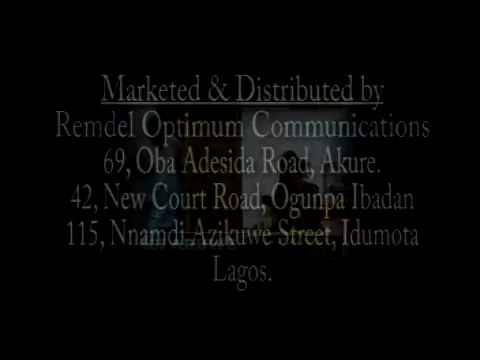 Marketed & Distributed by
Remdel Optimum Communications
69, Oba Adesida Road, Akure.
42, New Court Road, Ogunpa Ibadan
115, Nnamdi Azikuwe Street, Idumota
Lagos.